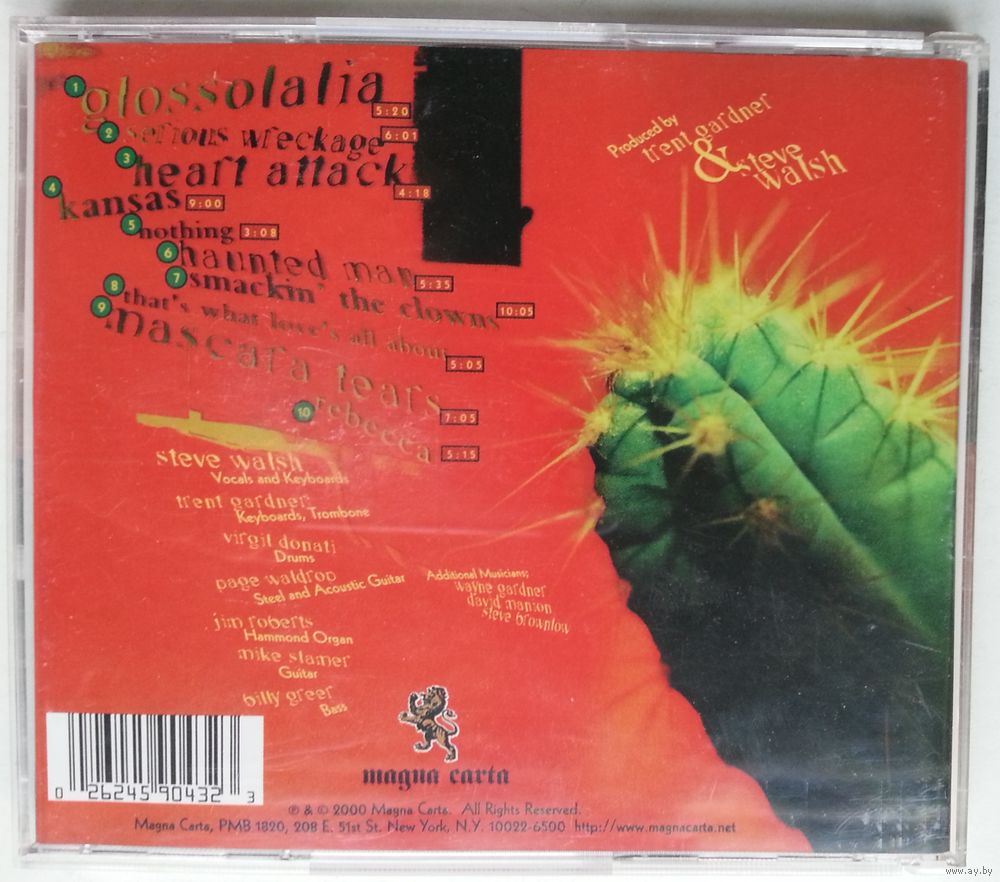 1 glossolalia 5:20
2 serious wreckage 6:01
3 heart attack 4:18
4 kansas 9:00
5 nothing 3:08
6 haunted man 5:35
7 smackin' the clowns 10:05
8 that's what love's all about 5:05
9 mascara tears 7:05
10 rebecca 5:15
Produced by
trent gardner
& steve
walsh
steve walsh
Vocals and Keyboards
trent gardner
Keyboards, Trombone
virgil donati
Drums
page waldrop
Steel and Acoustic Guitar
jim roberts
Hammond Organ
mike slamer
Guitar
billy greer
Bass
Additional Musicians;
wayne gardner
david manion
steve brownlow
magna carta
0 26245 90432 3
℗ & © 2000 Magna Carta. All Rights Reserved.
Magna Carta, PMB 1820, 208 E. 51st St. New York, N.Y. 10022-6500 http://www.magnacarta.net
www.ay.by